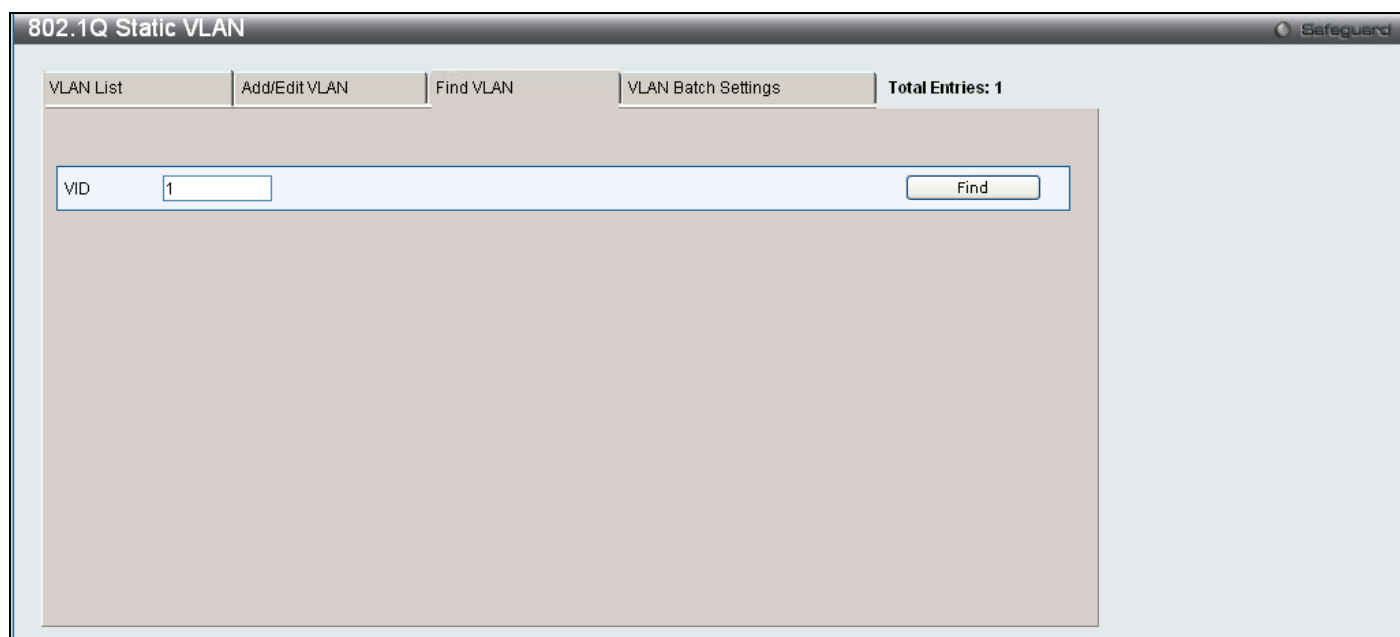 802.1Q Static VLAN
Safeguard
VLAN List
Add/Edit VLAN
Find VLAN
VLAN Batch Settings
Total Entries: 1
VID
1
Find